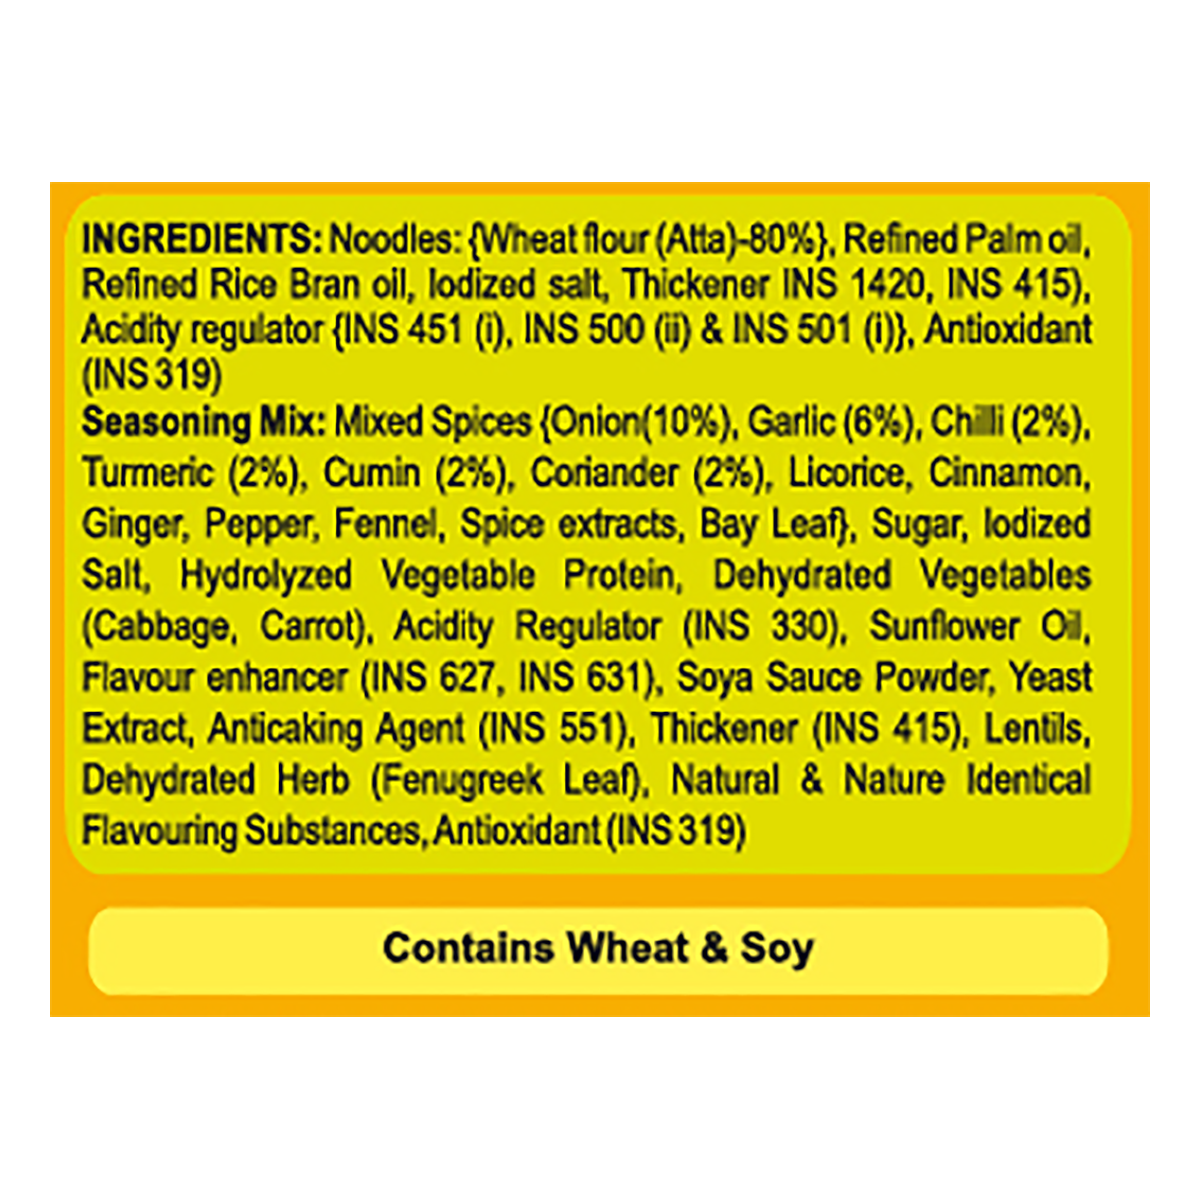 INGREDIENTS: Noodles: {Wheat flour (Atta)-80%}, Refined Palm oil,
Refined Rice Bran oil, Iodized salt, Thickener INS 1420, INS 415),
Acidity regulator {INS 451 (i), INS 500 (ii) & INS 501 (i)}, Antioxidant
(INS 319)
Seasoning Mix: Mixed Spices {Onion(10%), Garlic (6%), Chilli (2%),
Turmeric (2%), Cumin (2%), Coriander (2%), Licorice, Cinnamon,
Ginger, Pepper, Fennel, Spice extracts, Bay Leaf}, Sugar, Iodized
Salt, Hydrolyzed Vegetable Protein, Dehydrated Vegetables
(Cabbage, Carrot), Acidity Regulator (INS 330), Sunflower Oil,
Flavour enhancer (INS 627, INS 631), Soya Sauce Powder, Yeast
Extract, Anticaking Agent (INS 551), Thickener (INS 415), Lentils,
Dehydrated Herb (Fenugreek Leaf), Natural & Nature Identical
Flavouring Substances, Antioxidant (INS 319)
Contains Wheat & Soy